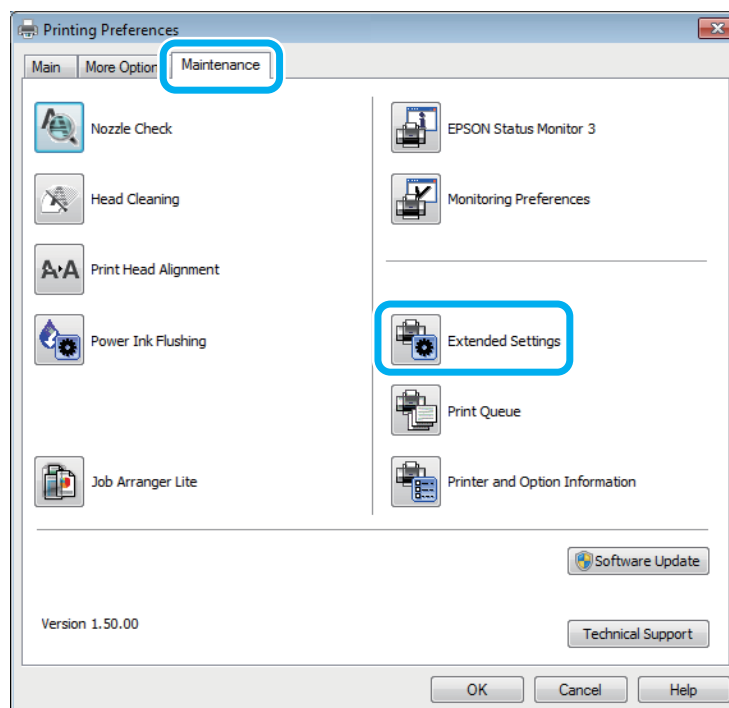 Printing Preferences
Main
More Option
Maintenance
Nozzle Check
Head Cleaning
Print Head Alignment
Power Ink Flushing
Job Arranger Lite
EPSON Status Monitor 3
Monitoring Preferences
Extended Settings
Print Queue
Printer and Option Information
Software Update
Version 1.50.00
Technical Support
OK
Cancel
Help